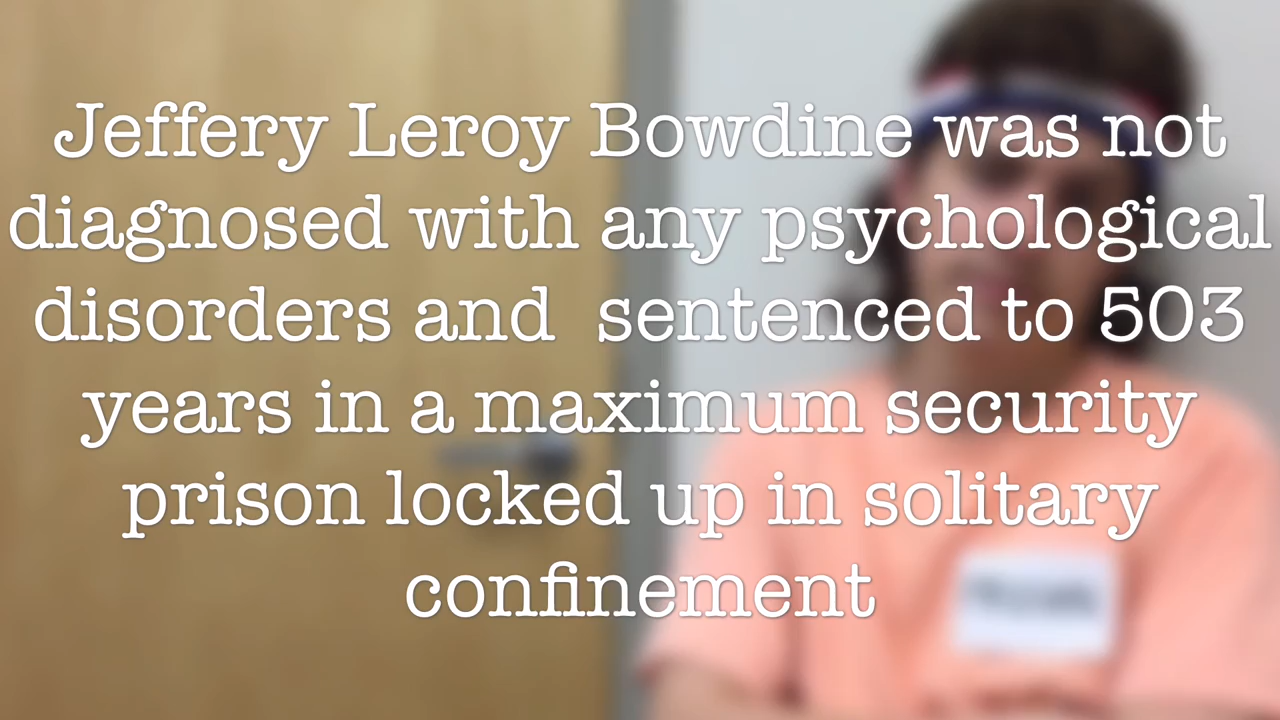 Jeffery Leroy Bowdine was not
diagnosed with any psychological
disorders and  sentenced to 503
years in a maximum security
prison locked up in solitary
confinement